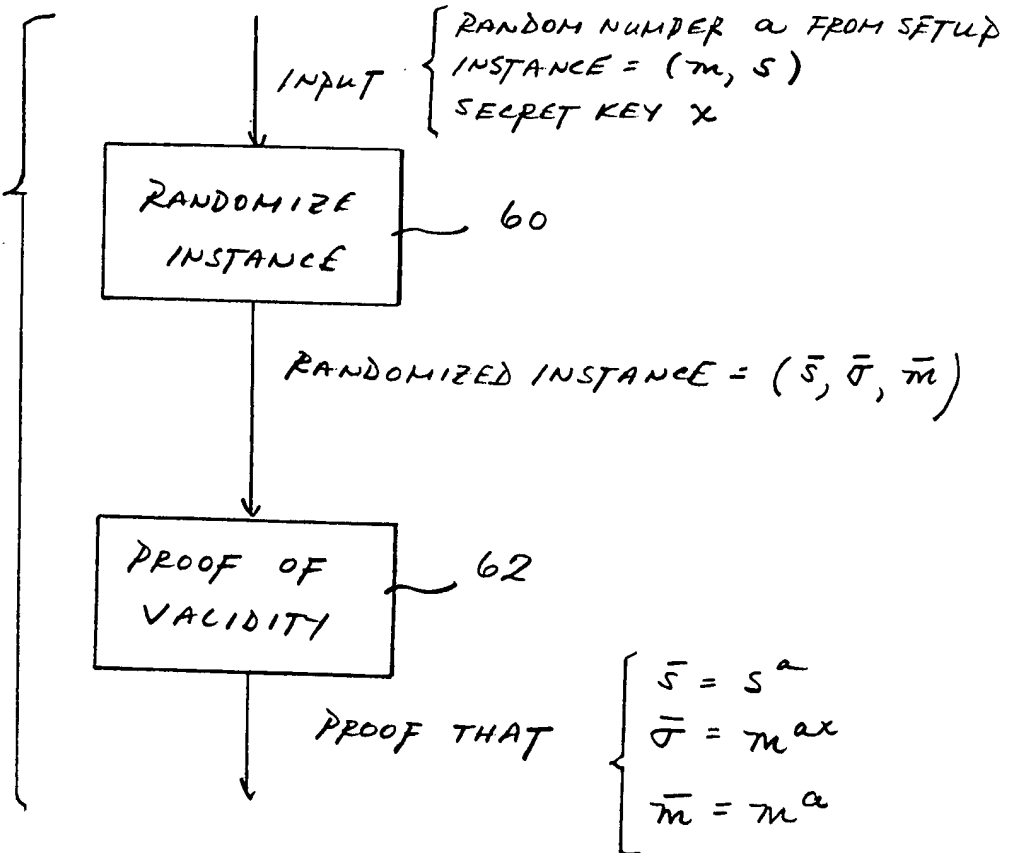 RANDOM NUMBER a FROM SETUP
INPUT
INSTANCE = (m, s)
SECRET KEY x
RANDOMIZE
INSTANCE
60
RANDOMIZED INSTANCE = (s̄, σ̄, m̄)
PROOF OF
VALIDITY
62
PROOF THAT
s̄ = s^a
σ̄ = m^ax
m̄ = m^a